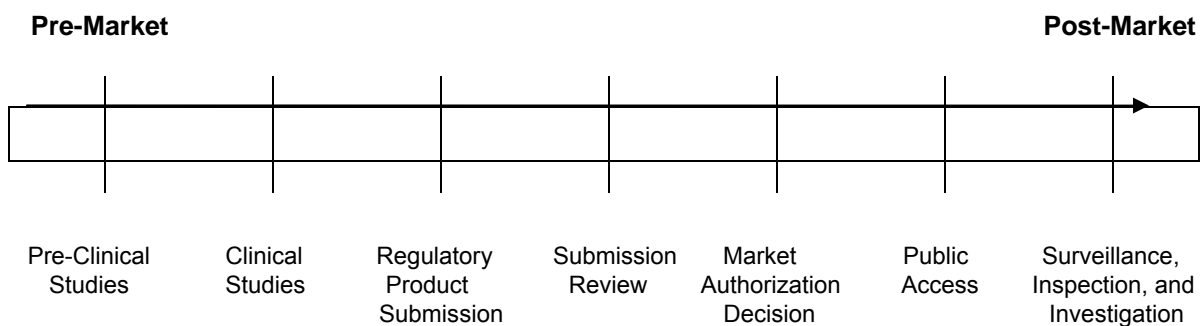 Pre-Market
Post-Market
Pre-Clinical
Studies
Clinical
Studies
Regulatory
Product
Submission
Submission
Review
Market
Authorization
Decision
Public
Access
Surveillance,
Inspection, and
Investigation